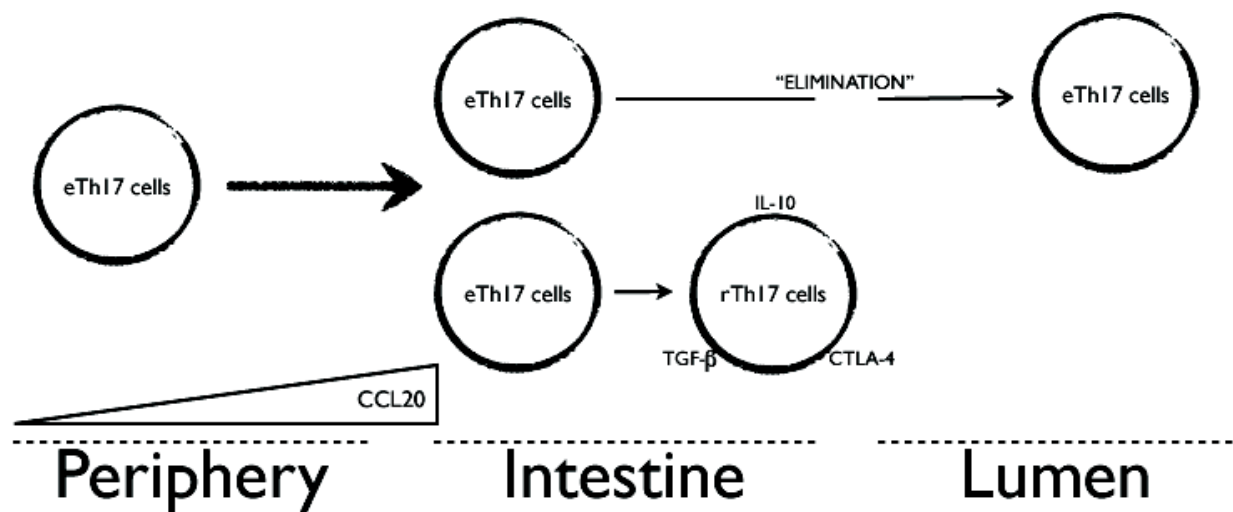 eTh17 cells
"ELIMINATION"
eTh17 cells
eTh17 cells
IL-10
eTh17 cells
rTh17 cells
TGF-β
CTLA-4
CCL20
Periphery
Intestine
Lumen